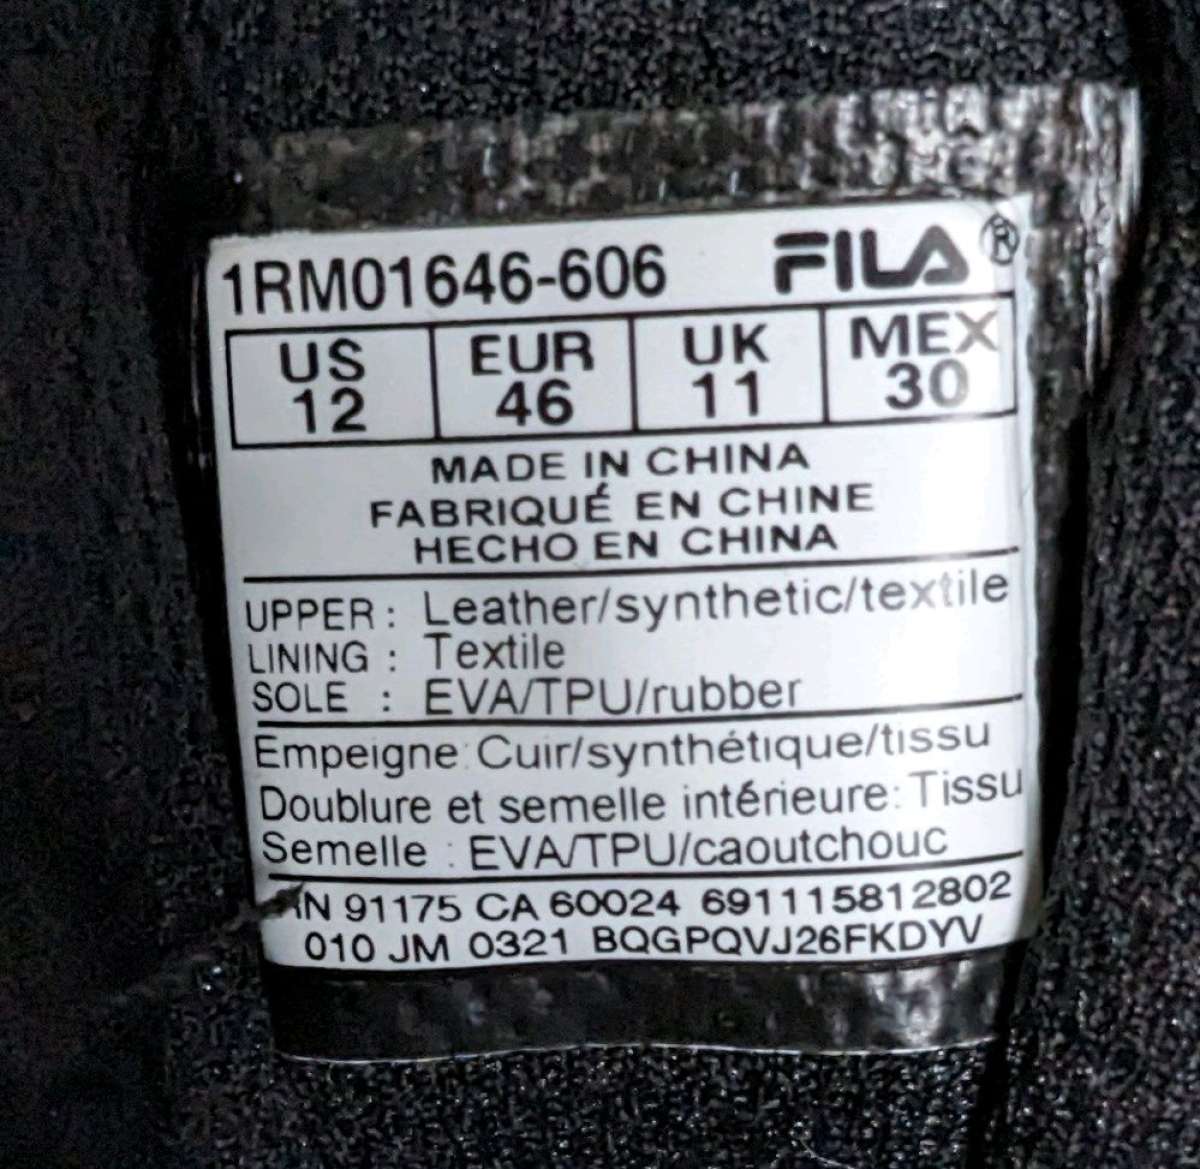 1RM01646-606 FILA®
US EUR UK MEX
12 46 11 30
MADE IN CHINA
FABRIQUÉ EN CHINE
HECHO EN CHINA
UPPER : Leather/synthetic/textile
LINING : Textile
SOLE : EVA/TPU/rubber
Empeigne: Cuir/synthétique/tissu
Doublure et semelle intérieure: Tissu
Semelle : EVA/TPU/caoutchouc
RN 91175 CA 60024 691115812802
010 JM 0321 BQGPQVJ26FKDYV